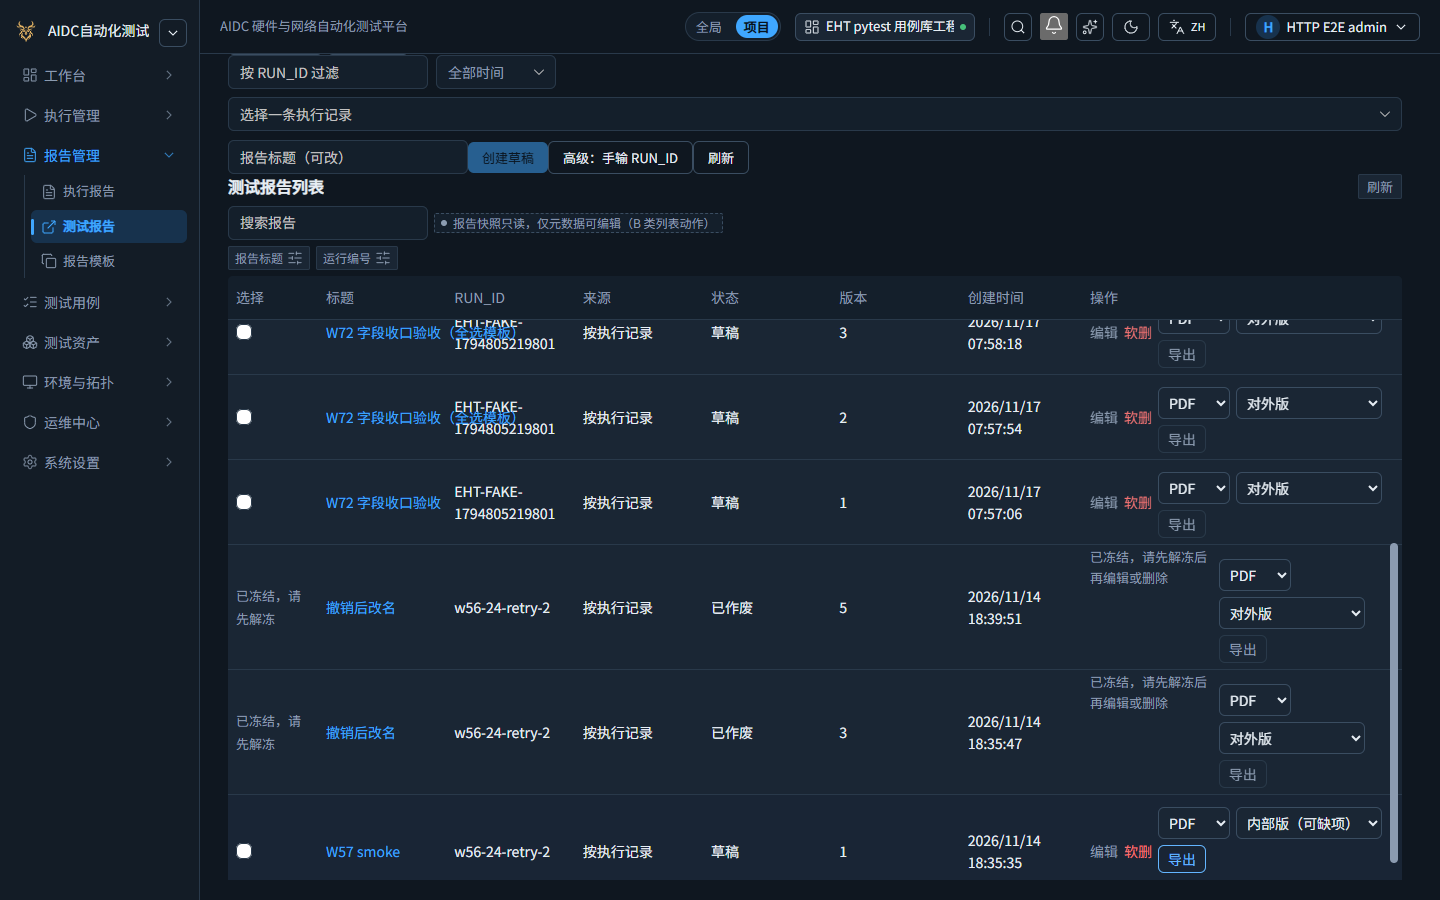 AIDC自动化测试
AIDC 硬件与网络自动化测试平台
全局
项目
EHT pytest 用例库工程
ZH
H
HTTP E2E admin
工作台
执行管理
报告管理
执行报告
测试报告
报告模板
测试用例
测试资产
环境与拓扑
运维中心
系统设置
按 RUN_ID 过滤
全部时间
选择一条执行记录
报告标题（可改）
创建草稿
高级：手输 RUN_ID
刷新
测试报告列表
刷新
搜索报告
报告快照只读，仅元数据可编辑（B 类列表动作）
报告标题
运行编号
选择
标题
RUN_ID
来源
状态
版本
创建时间
操作
W72 字段收口验收（全选模板）
EHT-FAKE-
1794805219801
按执行记录
草稿
3
2026/11/17
07:58:18
编辑
软删
PDF
对外版
导出
W72 字段收口验收（全选模板）
EHT-FAKE-
1794805219801
按执行记录
草稿
2
2026/11/17
07:57:54
编辑
软删
PDF
对外版
导出
W72 字段收口验收
EHT-FAKE-
1794805219801
按执行记录
草稿
1
2026/11/17
07:57:06
编辑
软删
PDF
对外版
导出
已冻结，请
先解冻
撤销后改名
w56-24-retry-2
按执行记录
已作废
5
2026/11/14
18:39:51
已冻结，请先解冻后
再编辑或删除
PDF
对外版
导出
已冻结，请
先解冻
撤销后改名
w56-24-retry-2
按执行记录
已作废
3
2026/11/14
18:35:47
已冻结，请先解冻后
再编辑或删除
PDF
对外版
导出
W57 smoke
w56-24-retry-2
按执行记录
草稿
1
2026/11/14
18:35:35
编辑
软删
PDF
内部版（可缺项）
导出